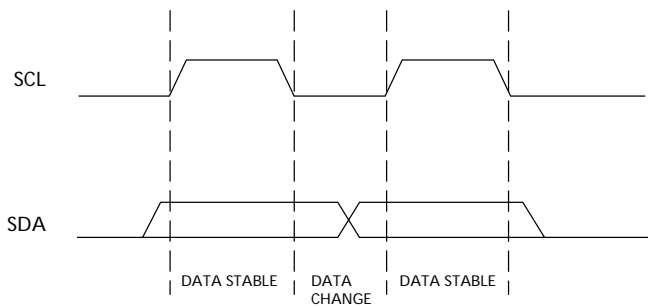 SCL
SDA
DATA STABLE
DATA
CHANGE
DATA STABLE